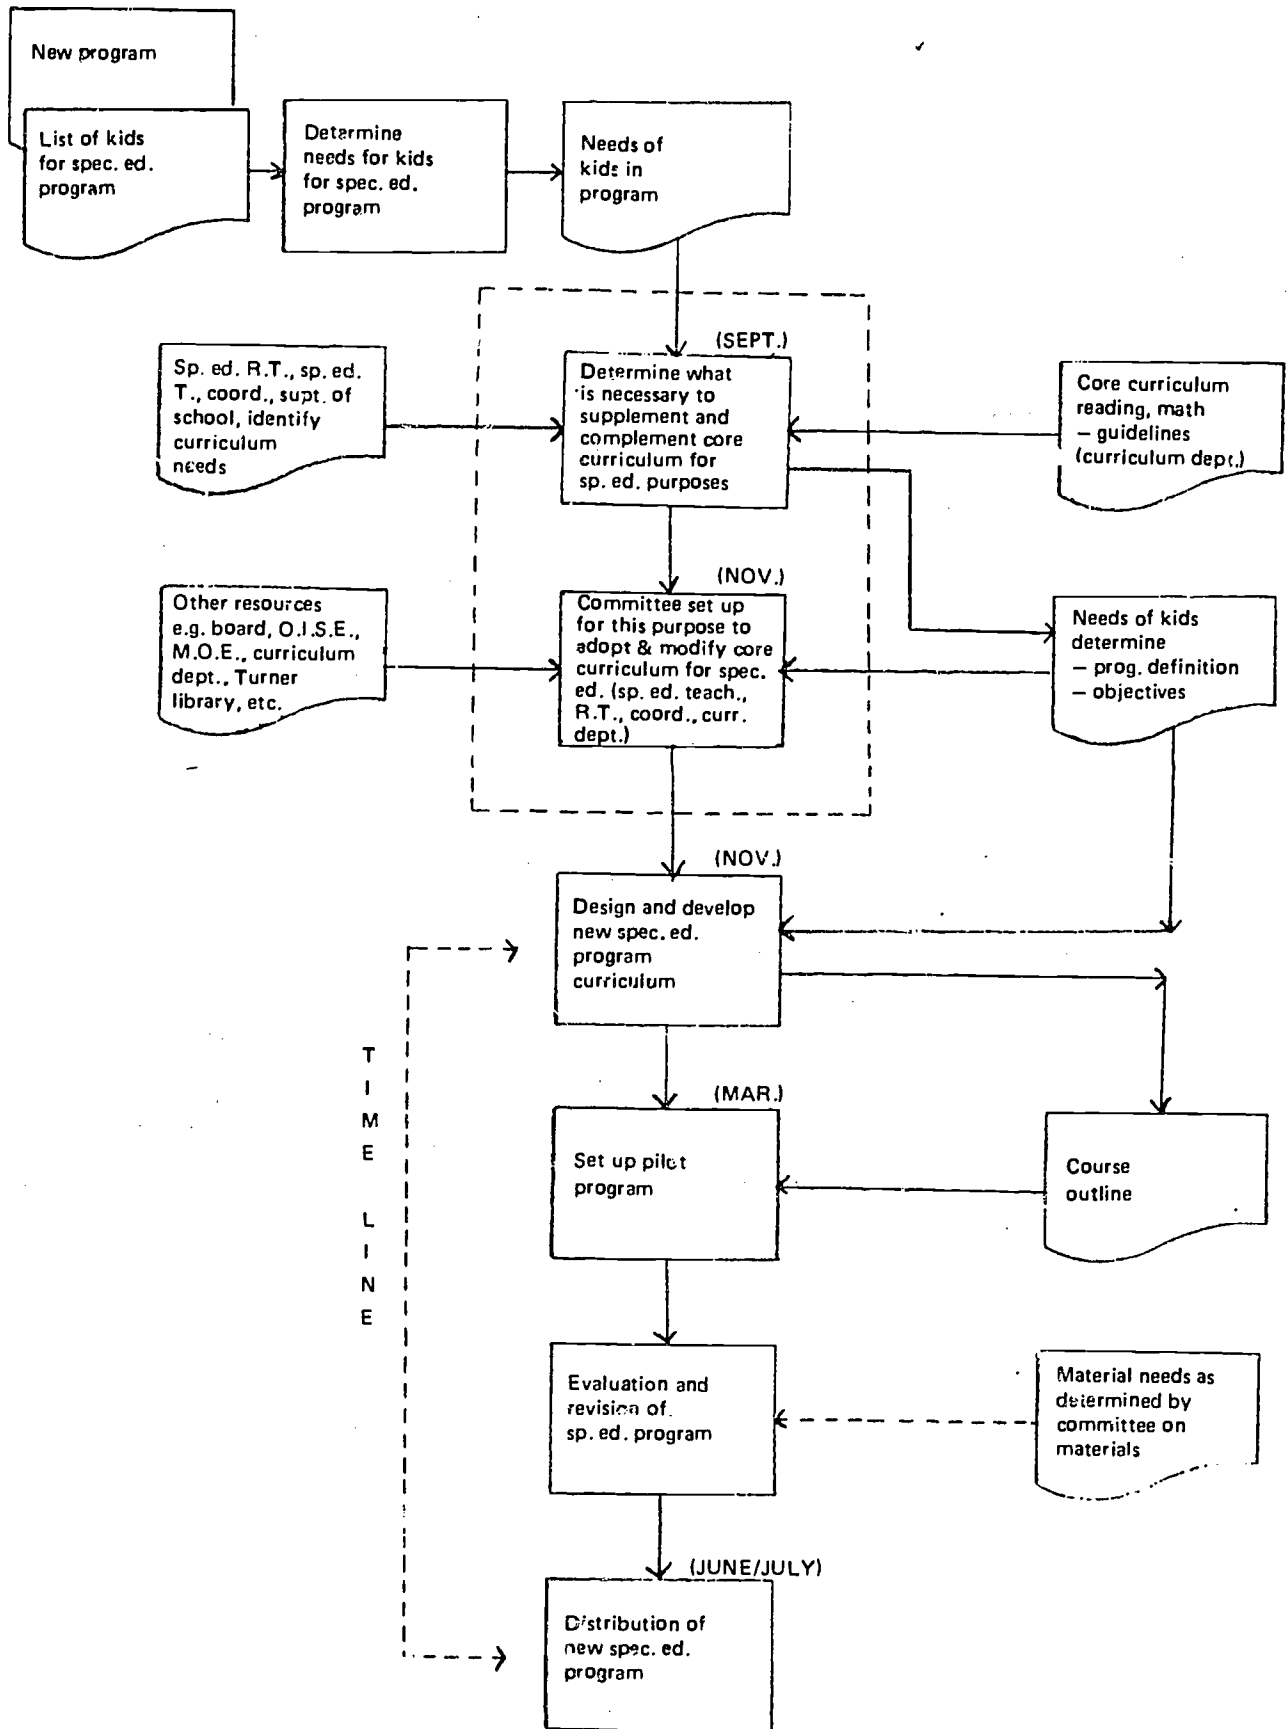 New program
List of kids
for spec. ed.
program
Determine
needs for kids
for spec. ed.
program
Needs of
kids in
program
(SEPT.)
Sp. ed. R.T., sp. ed.
T., coord., supt. of
school, identify
curriculum
needs
Determine what
is necessary to
supplement and
complement core
curriculum for
sp. ed. purposes
Core curriculum
reading, math
– guidelines
(curriculum dept.)
(NOV.)
Other resources
e.g. board, O.I.S.E.,
M.O.E., curriculum
dept., Turner
library, etc.
Committee set up
for this purpose to
adopt & modify core
curriculum for spec.
ed. (sp. ed. teach.,
R.T., coord., curr.
dept.)
Needs of kids
determine
– prog. definition
– objectives
(NOV.)
Design and develop
new spec. ed.
program
curriculum
TIME LINE
(MAR.)
Set up pilot
program
Course
outline
Evaluation and
revision of
sp. ed. program
Material needs as
determined by
committee on
materials
(JUNE/JULY)
Distribution of
new spec. ed.
program